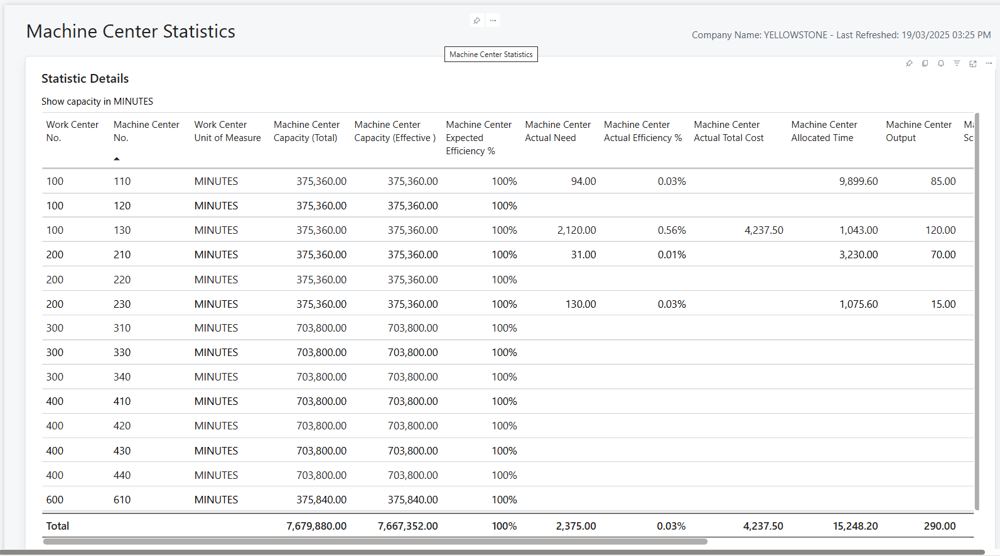 Machine Center Statistics
Company Name: YELLOWSTONE - Last Refreshed: 19/03/2025 03:25 PM
Machine Center Statistics
Statistic Details
Show capacity in MINUTES
Work Center No. Machine Center No. Work Center Unit of Measure Machine Center Capacity (Total) Machine Center Capacity (Effective ) Machine Center Expected Efficiency % Machine Center Actual Need Machine Center Actual Efficiency % Machine Center Actual Total Cost Machine Center Allocated Time Machine Center Output
100 110 MINUTES 375,360.00 375,360.00 100% 94.00 0.03% 9,899.60 85.00
100 120 MINUTES 375,360.00 375,360.00 100%
100 130 MINUTES 375,360.00 375,360.00 100% 2,120.00 0.56% 4,237.50 1,043.00 120.00
200 210 MINUTES 375,360.00 375,360.00 100% 31.00 0.01% 3,230.00 70.00
200 220 MINUTES 375,360.00 375,360.00 100%
200 230 MINUTES 375,360.00 375,360.00 100% 130.00 0.03% 1,075.60 15.00
300 310 MINUTES 703,800.00 703,800.00 100%
300 330 MINUTES 703,800.00 703,800.00 100%
300 340 MINUTES 703,800.00 703,800.00 100%
400 410 MINUTES 703,800.00 703,800.00 100%
400 420 MINUTES 703,800.00 703,800.00 100%
400 430 MINUTES 703,800.00 703,800.00 100%
400 440 MINUTES 703,800.00 703,800.00 100%
600 610 MINUTES 375,840.00 375,840.00 100%
Total 7,679,880.00 7,667,352.00 100% 2,375.00 0.03% 4,237.50 15,248.20 290.00